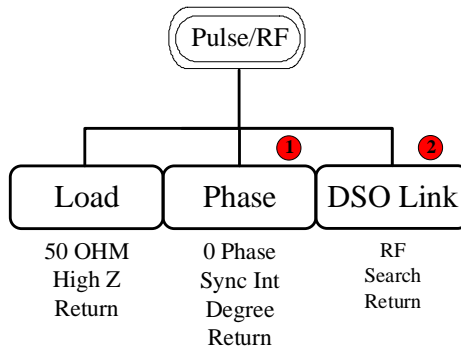 Pulse/RF
1
2
Load
Phase
DSO Link
50 OHM
High Z
Return
0 Phase
Sync Int
Degree
Return
RF
Search
Return